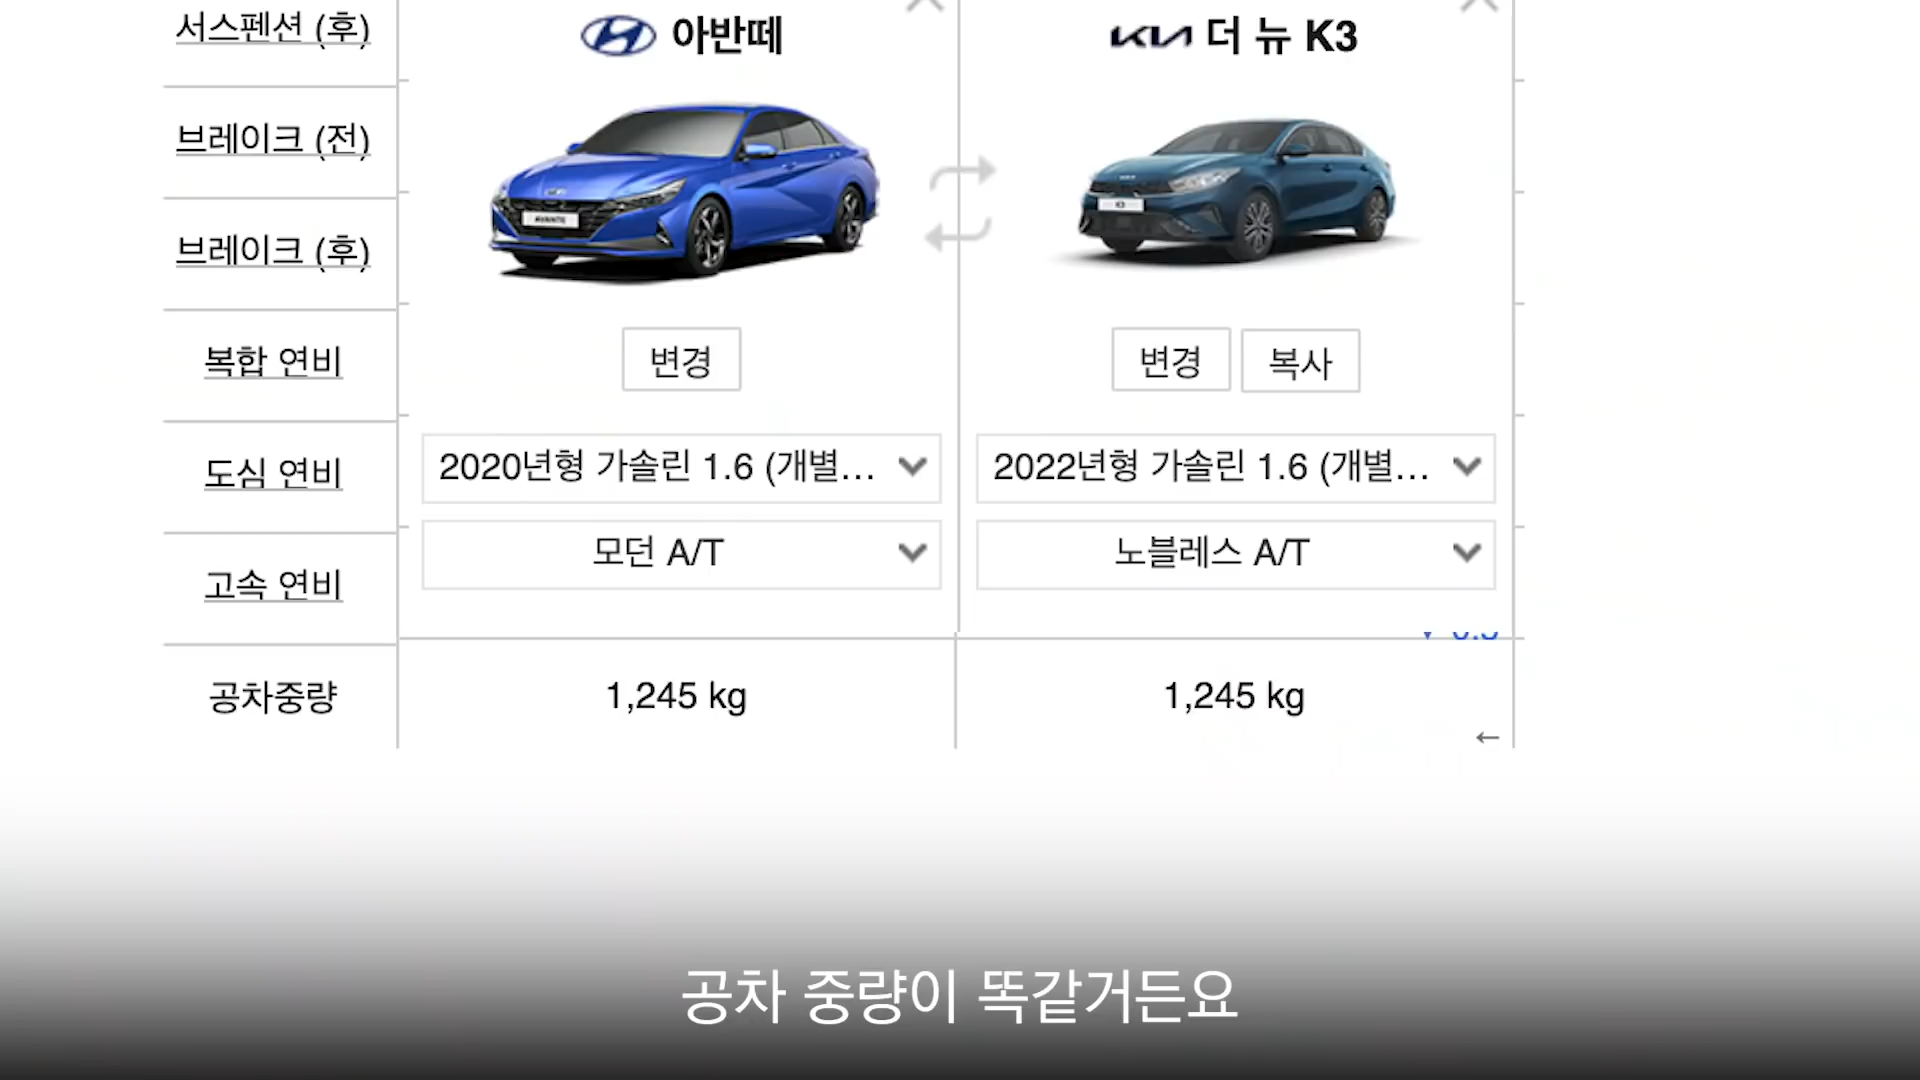 서스펜션 (후)
브레이크 (전)
브레이크 (후)
복합 연비
도심 연비
고속 연비
공차중량
아반떼
AVANTE
변경
2020년형 가솔린 1.6 (개별...
모던 A/T
1,245 kg
KIA 더 뉴 K3
K3
변경 복사
2022년형 가솔린 1.6 (개별...
노블레스 A/T
1,245 kg
←
공차 중량이 똑같거든요